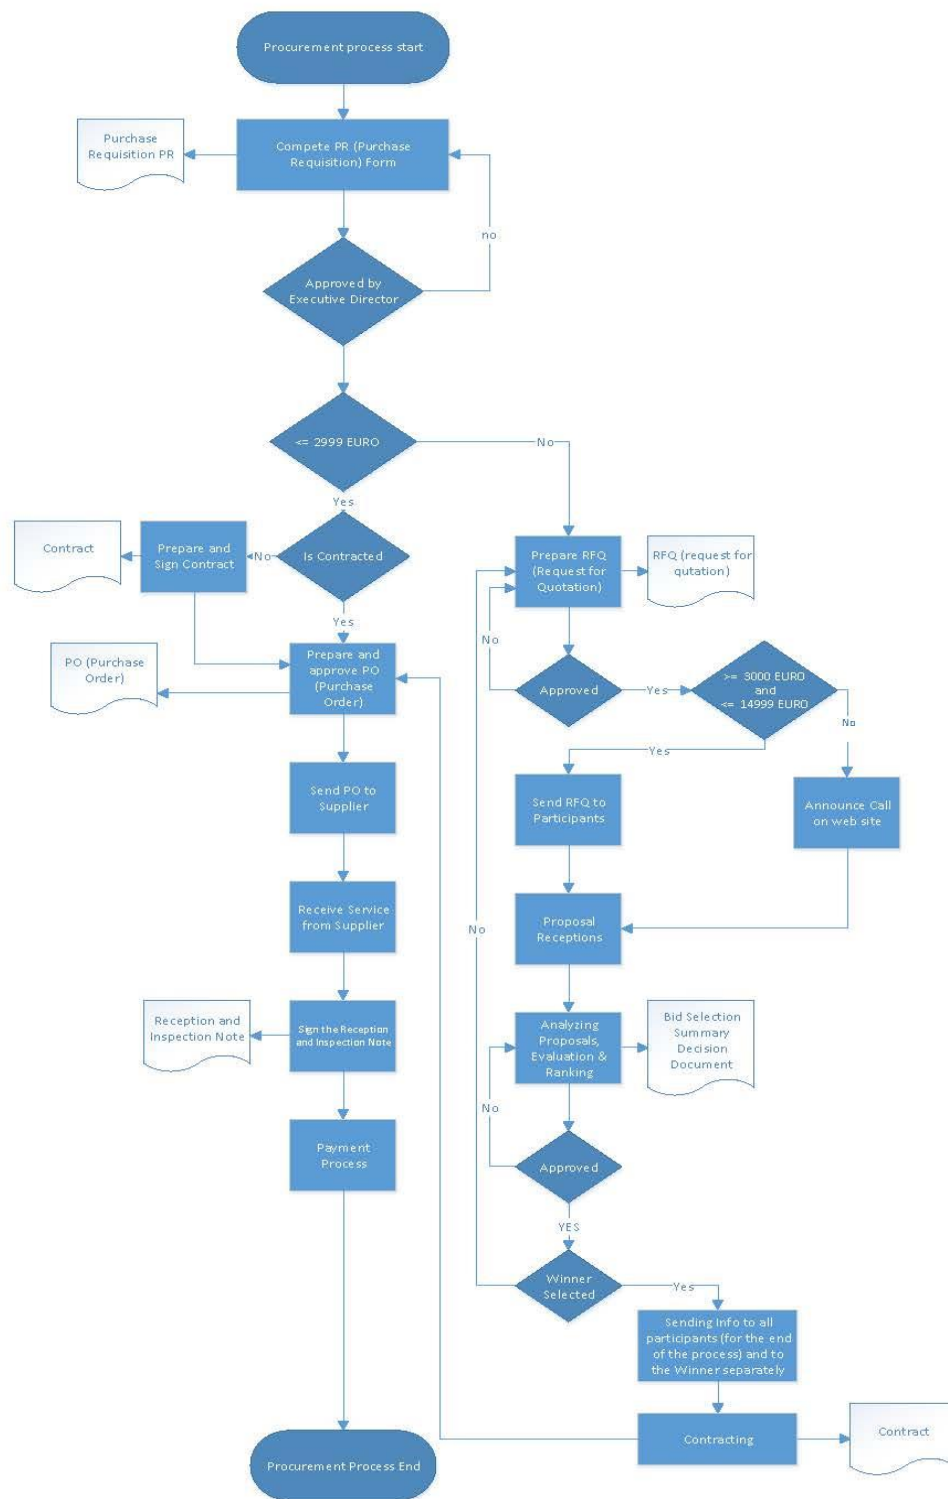 Procurement process start
Purchase
Requisition PR
Compete PR (Purchase
Requisition) Form
no
Approved by
Executive Director
<= 2999 EURO
No
Yes
Contract
Prepare and
Sign Contract
No
Is Contracted
Prepare RFQ
(Request for
Quotation)
RFQ (request for
qutation)
Yes
PO (Purchase
Order)
Prepare and
approve PO
(Purchase
Order)
No
Approved
Yes
>= 3000 EURO
and
<= 14999 EURO
No
Yes
Send PO to
Supplier
Send RFQ to
Participants
Announce Call
on web site
Receive Service
from Supplier
No
Proposal
Receptions
Reception and
Inspection Note
Sign the Reception
and Inspection Note
Analyzing
Proposals,
Evaluation &
Ranking
Bid Selection
Summary
Decision
Document
No
Payment
Process
Approved
YES
Winner
Selected
Yes
Sending Info to all
participants (for the end
of the process) and to
the Winner separately
Contracting
Contract
Procurement Process End